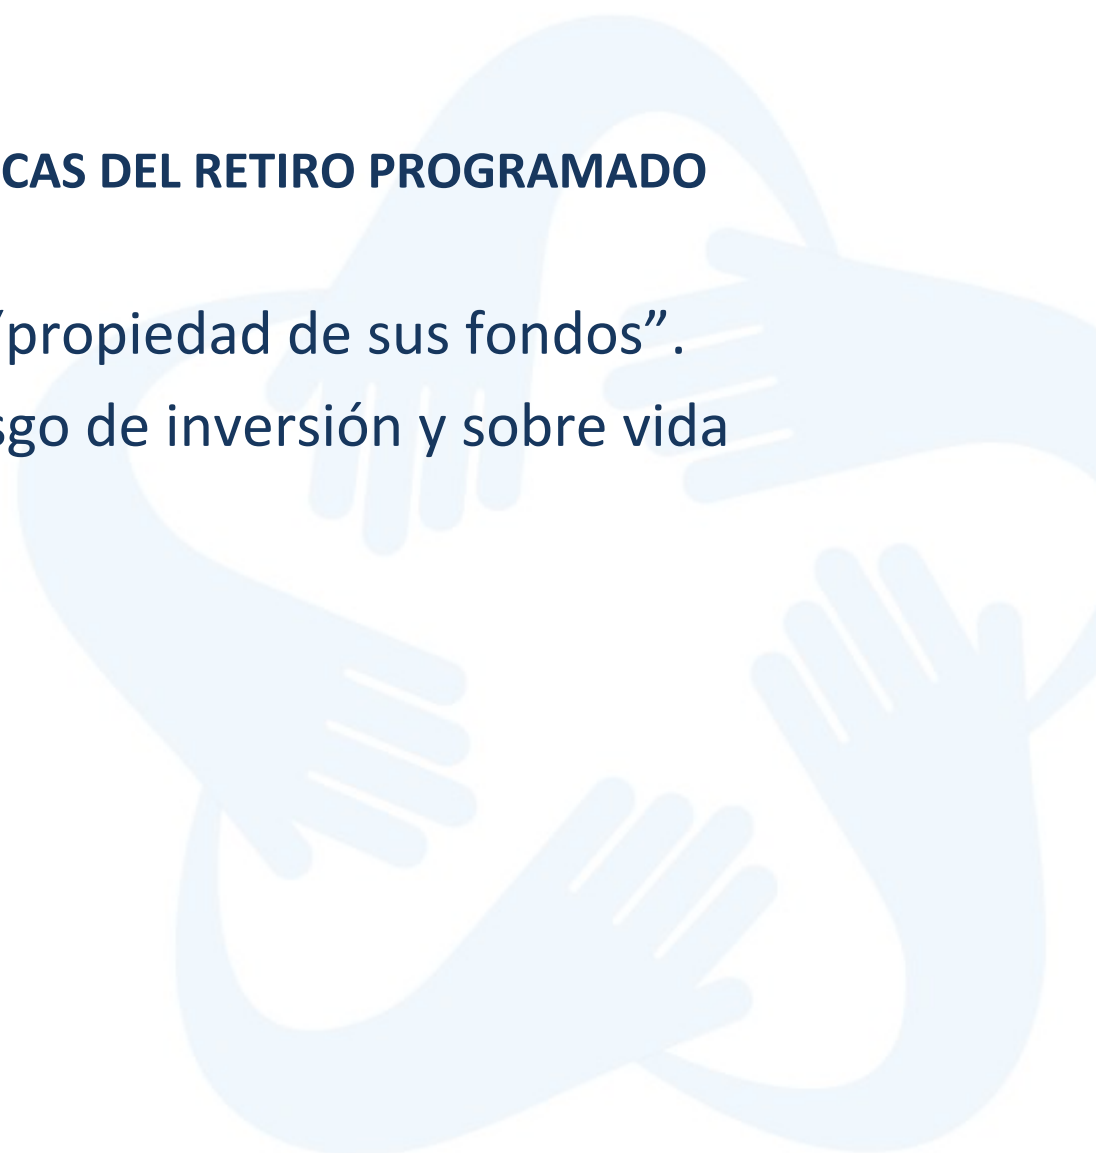 CAS DEL RETIRO PROGRAMADO
“propiedad de sus fondos”.
sgo de inversión y sobre vida